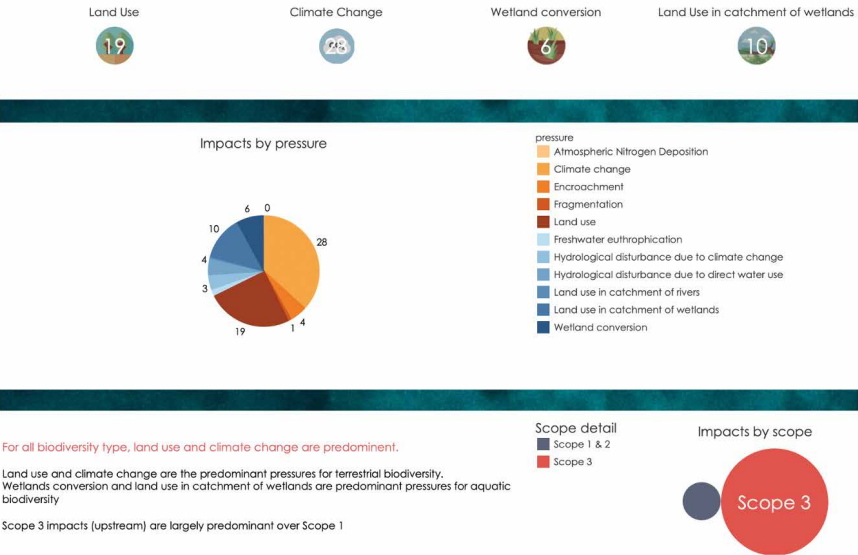 Land Use
Climate Change
Wetland conversion
Land Use in catchment of wetlands
19
28
6
10
Impacts by pressure
6
0
10
28
4
3
19
1
4
pressure
Atmospheric Nitrogen Deposition
Climate change
Encroachment
Fragmentation
Land use
Freshwater euthrophication
Hydrological disturbance due to climate change
Hydrological disturbance due to direct water use
Land use in catchment of rivers
Land use in catchment of wetlands
Wetland conversion
For all biodiversity type, land use and climate change are predominent.
Land use and climate change are the predominant pressures for terrestrial biodiversity.
Wetlands conversion and land use in catchment of wetlands are predominant pressures for aquatic
biodiversity
Scope 3 impacts (upstream) are largely predominant over Scope 1
Scope detail
Scope 1 & 2
Scope 3
Impacts by scope
Scope 3